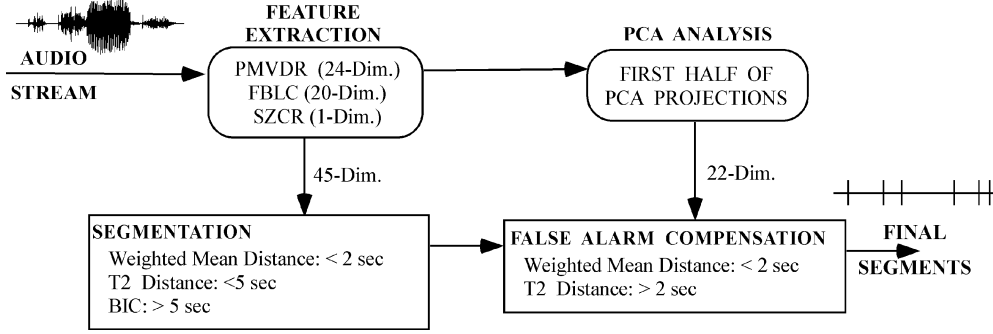 FEATURE
EXTRACTION
PCA ANALYSIS
AUDIO
STREAM
PMVDR (24-Dim.)
FBLC (20-Dim.)
SZCR (1-Dim.)
FIRST HALF OF
PCA PROJECTIONS
45-Dim.
22-Dim.
SEGMENTATION
Weighted Mean Distance: < 2 sec
T2 Distance: <5 sec
BIC: > 5 sec
FALSE ALARM COMPENSATION
Weighted Mean Distance: < 2 sec
T2 Distance: > 2 sec
FINAL
SEGMENTS